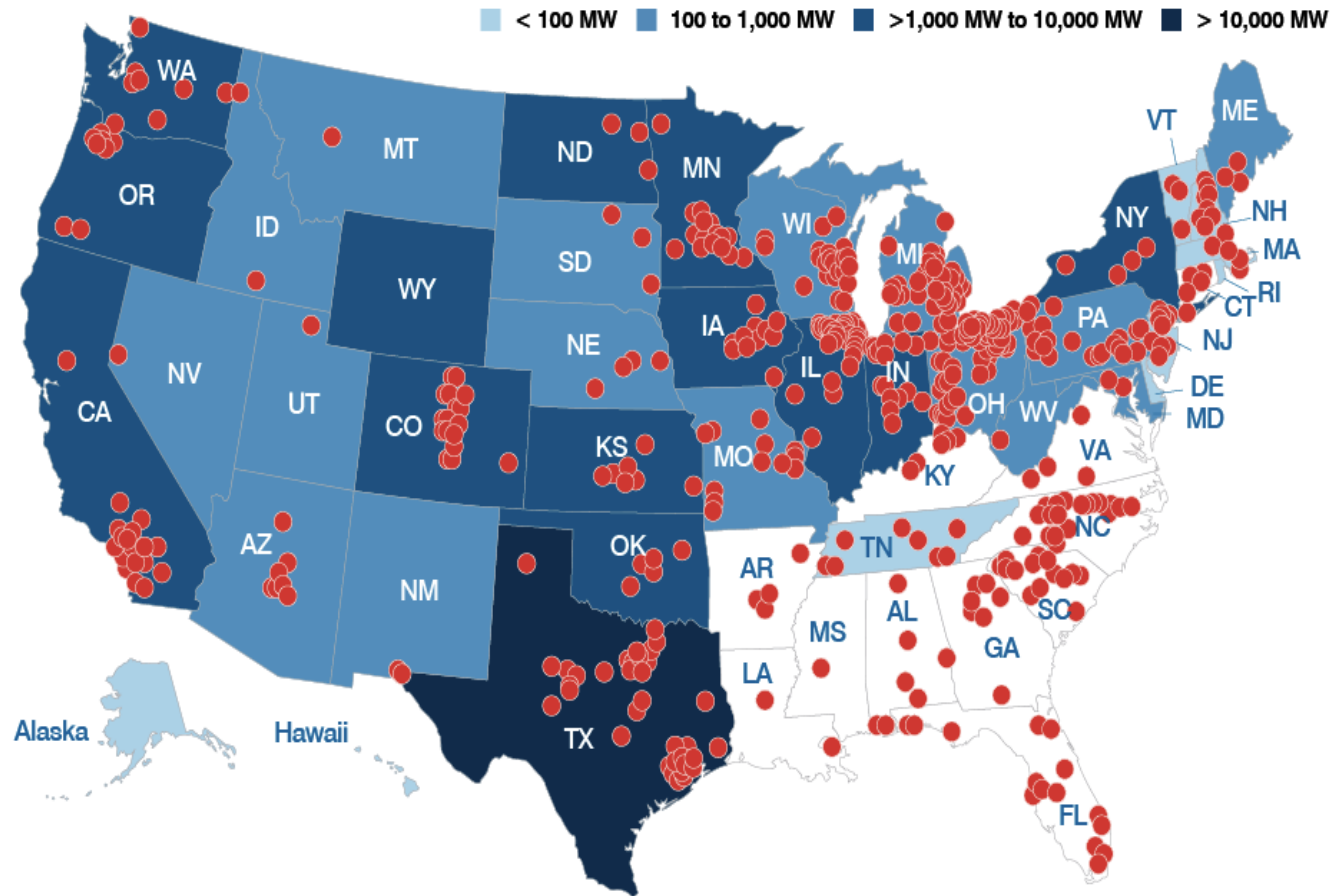 < 100 MW 100 to 1,000 MW >1,000 MW to 10,000 MW > 10,000 MW
WA
ME
VT
MT
ND
MN
OR
NH
NY
ID
WI
MA
MI
SD
WY
RI
CT
IA
PA
NE
NJ
NV
IL
IN
UT
DE
OH
CA
WV
MD
CO
KS
MO
VA
KY
NC
AZ
OK
TN
AR
NM
SC
AL
MS
GA
LA
Alaska
Hawaii
TX
FL